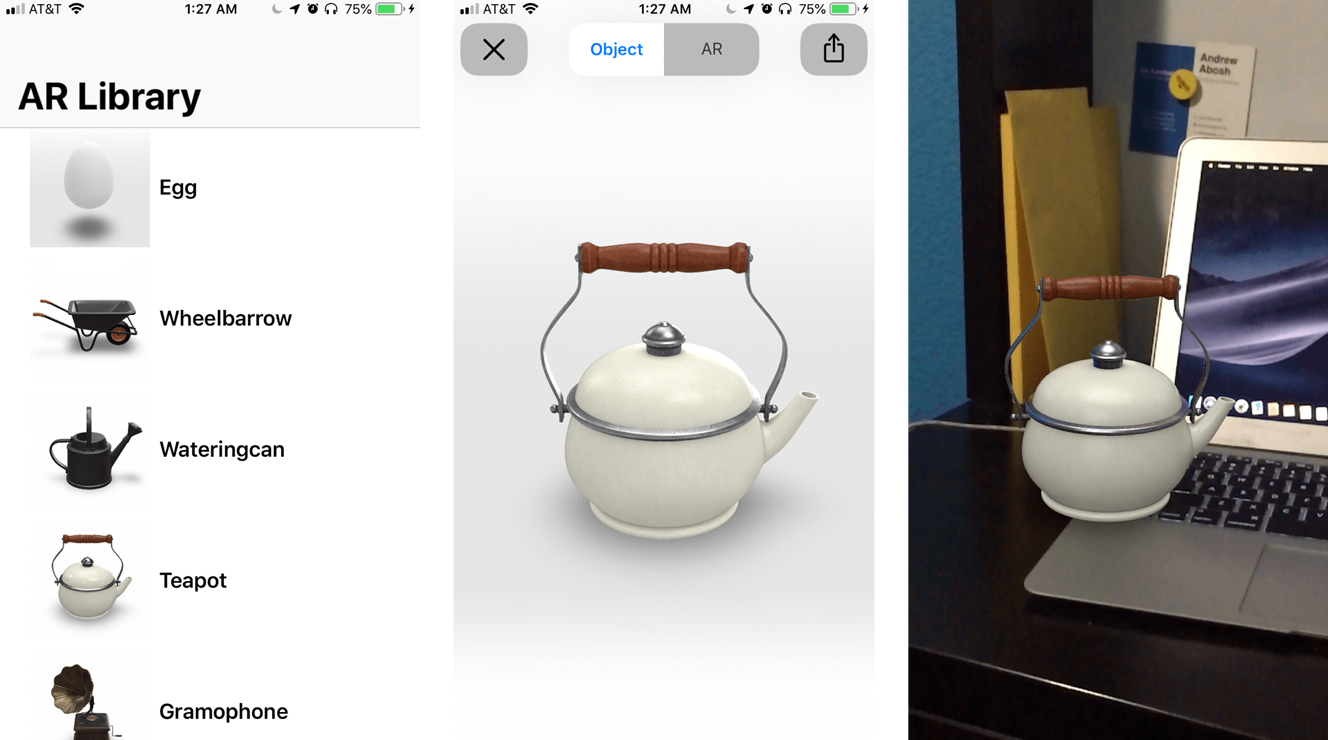 AT&T 1:27 AM 75%
AR Library
Egg
Wheelbarrow
Wateringcan
Teapot
Gramophone
AT&T 1:27 AM 75%
Object AR
Andrew
Abosh